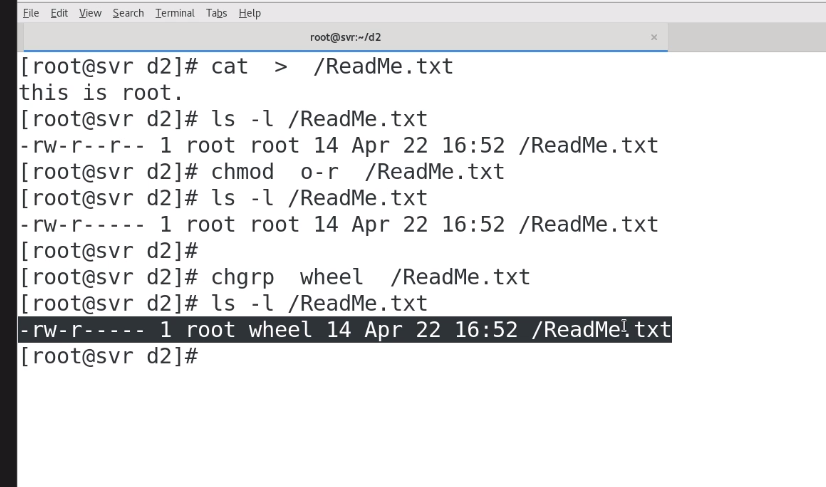 File Edit View Search Terminal Tabs Help
root@svr:~/d2 ×
[root@svr d2]# cat  >  /ReadMe.txt
this is root.
[root@svr d2]# ls -l /ReadMe.txt
-rw-r--r-- 1 root root 14 Apr 22 16:52 /ReadMe.txt
[root@svr d2]# chmod  o-r  /ReadMe.txt
[root@svr d2]# ls -l /ReadMe.txt
-rw-r----- 1 root root 14 Apr 22 16:52 /ReadMe.txt
[root@svr d2]#
[root@svr d2]# chgrp  wheel  /ReadMe.txt
[root@svr d2]# ls -l /ReadMe.txt
-rw-r----- 1 root wheel 14 Apr 22 16:52 /ReadMe.txt
[root@svr d2]#